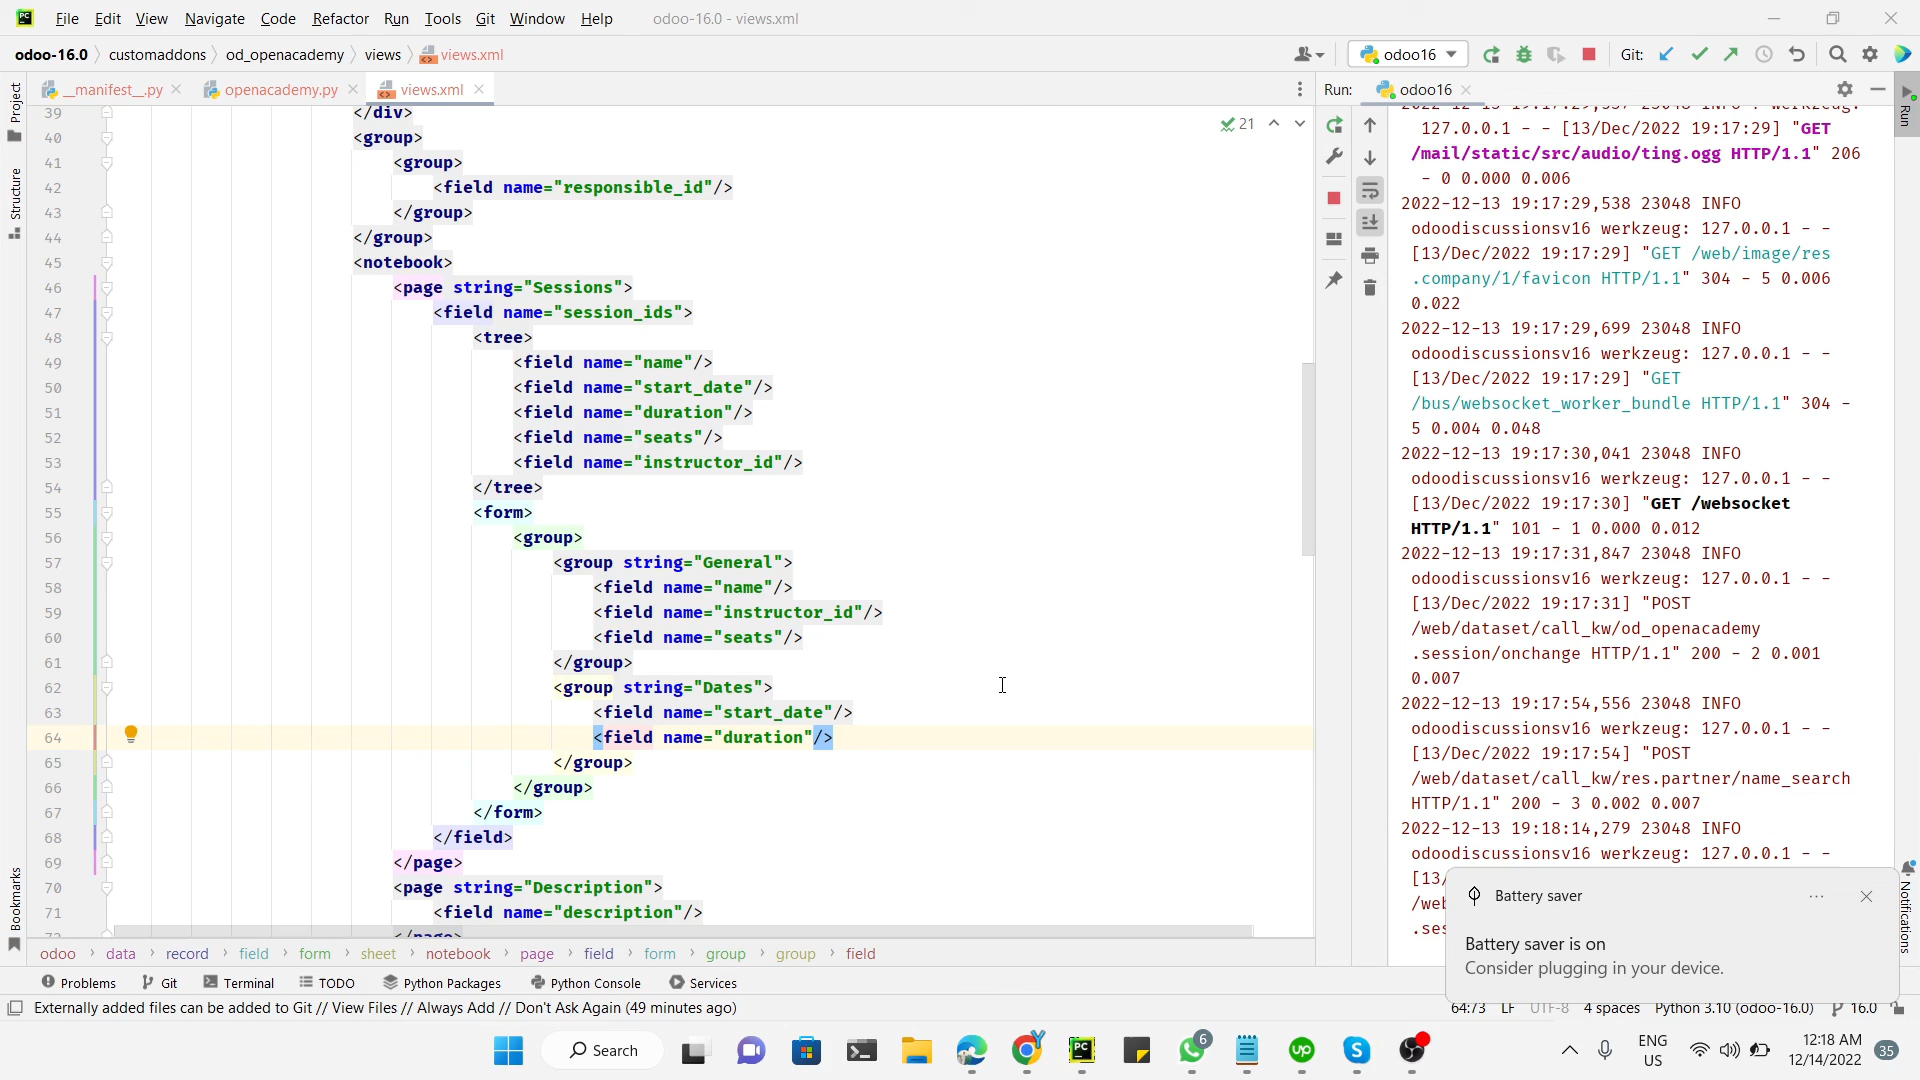 PC File Edit View Navigate Code Refactor Run Tools Git Window Help odoo-16.0 - views.xml
odoo-16.0 customaddons od_openacademy views views.xml odoo16 Git:
__manifest__.py openacademy.py views.xml
Run: odoo16
Project
Structure
Bookmarks
21
39 </div>
40 <group>
41 <group>
42 <field name="responsible_id"/>
43 </group>
44 </group>
45 <notebook>
46 <page string="Sessions">
47 <field name="session_ids">
48 <tree>
49 <field name="name"/>
50 <field name="start_date"/>
51 <field name="duration"/>
52 <field name="seats"/>
53 <field name="instructor_id"/>
54 </tree>
55 <form>
56 <group>
57 <group string="General">
58 <field name="name"/>
59 <field name="instructor_id"/>
60 <field name="seats"/>
61 </group>
62 <group string="Dates">
63 <field name="start_date"/>
64 <field name="duration"/>
65 </group>
66 </group>
67 </form>
68 </field>
69 </page>
70 <page string="Description">
71 <field name="description"/>
72 </page>
127.0.0.1 - - [13/Dec/2022 19:17:29] "GET
/mail/static/src/audio/ting.ogg HTTP/1.1" 206
- 0 0.000 0.006
2022-12-13 19:17:29,538 23048 INFO
odoodiscussionsv16 werkzeug: 127.0.0.1 - -
[13/Dec/2022 19:17:29] "GET /web/image/res
.company/1/favicon HTTP/1.1" 304 - 5 0.006
0.022
2022-12-13 19:17:29,699 23048 INFO
odoodiscussionsv16 werkzeug: 127.0.0.1 - -
[13/Dec/2022 19:17:29] "GET
/bus/websocket_worker_bundle HTTP/1.1" 304 -
5 0.004 0.048
2022-12-13 19:17:30,041 23048 INFO
odoodiscussionsv16 werkzeug: 127.0.0.1 - -
[13/Dec/2022 19:17:30] "GET /websocket
HTTP/1.1" 101 - 1 0.000 0.012
2022-12-13 19:17:31,847 23048 INFO
odoodiscussionsv16 werkzeug: 127.0.0.1 - -
[13/Dec/2022 19:17:31] "POST
/web/dataset/call_kw/od_openacademy
.session/onchange HTTP/1.1" 200 - 2 0.001
0.007
2022-12-13 19:17:54,556 23048 INFO
odoodiscussionsv16 werkzeug: 127.0.0.1 - -
[13/Dec/2022 19:17:54] "POST
/web/dataset/call_kw/res.partner/name_search
HTTP/1.1" 200 - 3 0.002 0.007
2022-12-13 19:18:14,279 23048 INFO
odoodiscussionsv16 werkzeug: 127.0.0.1 - -
[13/
/web
.ses
Run
Notifications
Battery saver
Battery saver is on
Consider plugging in your device.
odoo data record field form sheet notebook page field form group group field
Problems Git Terminal TODO Python Packages Python Console Services
Externally added files can be added to Git // View Files // Always Add // Don't Ask Again (49 minutes ago)
64:73 LF UTF-8 4 spaces Python 3.10 (odoo-16.0) 16.0
Search
PC
6
up
ENG
US
12:18 AM
12/14/2022
35